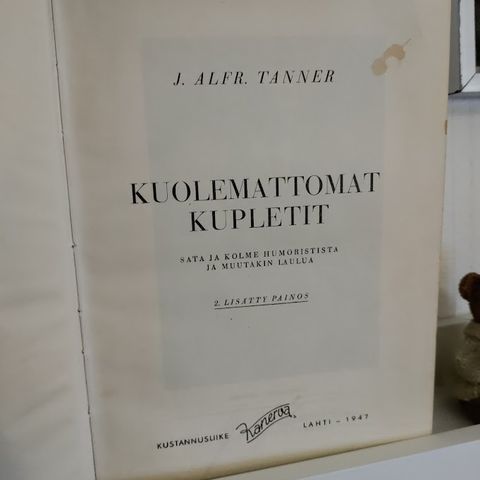 J. ALFR. TANNER
KUOLEMATTOMAT
KUPLETIT
SATA JA KOLME HUMORISTISTA
JA MUUTAKIN LAULUA
2. LISÄTTY PAINOS
KUSTANNUSLIIKE Kanerva LAHTI – 1947